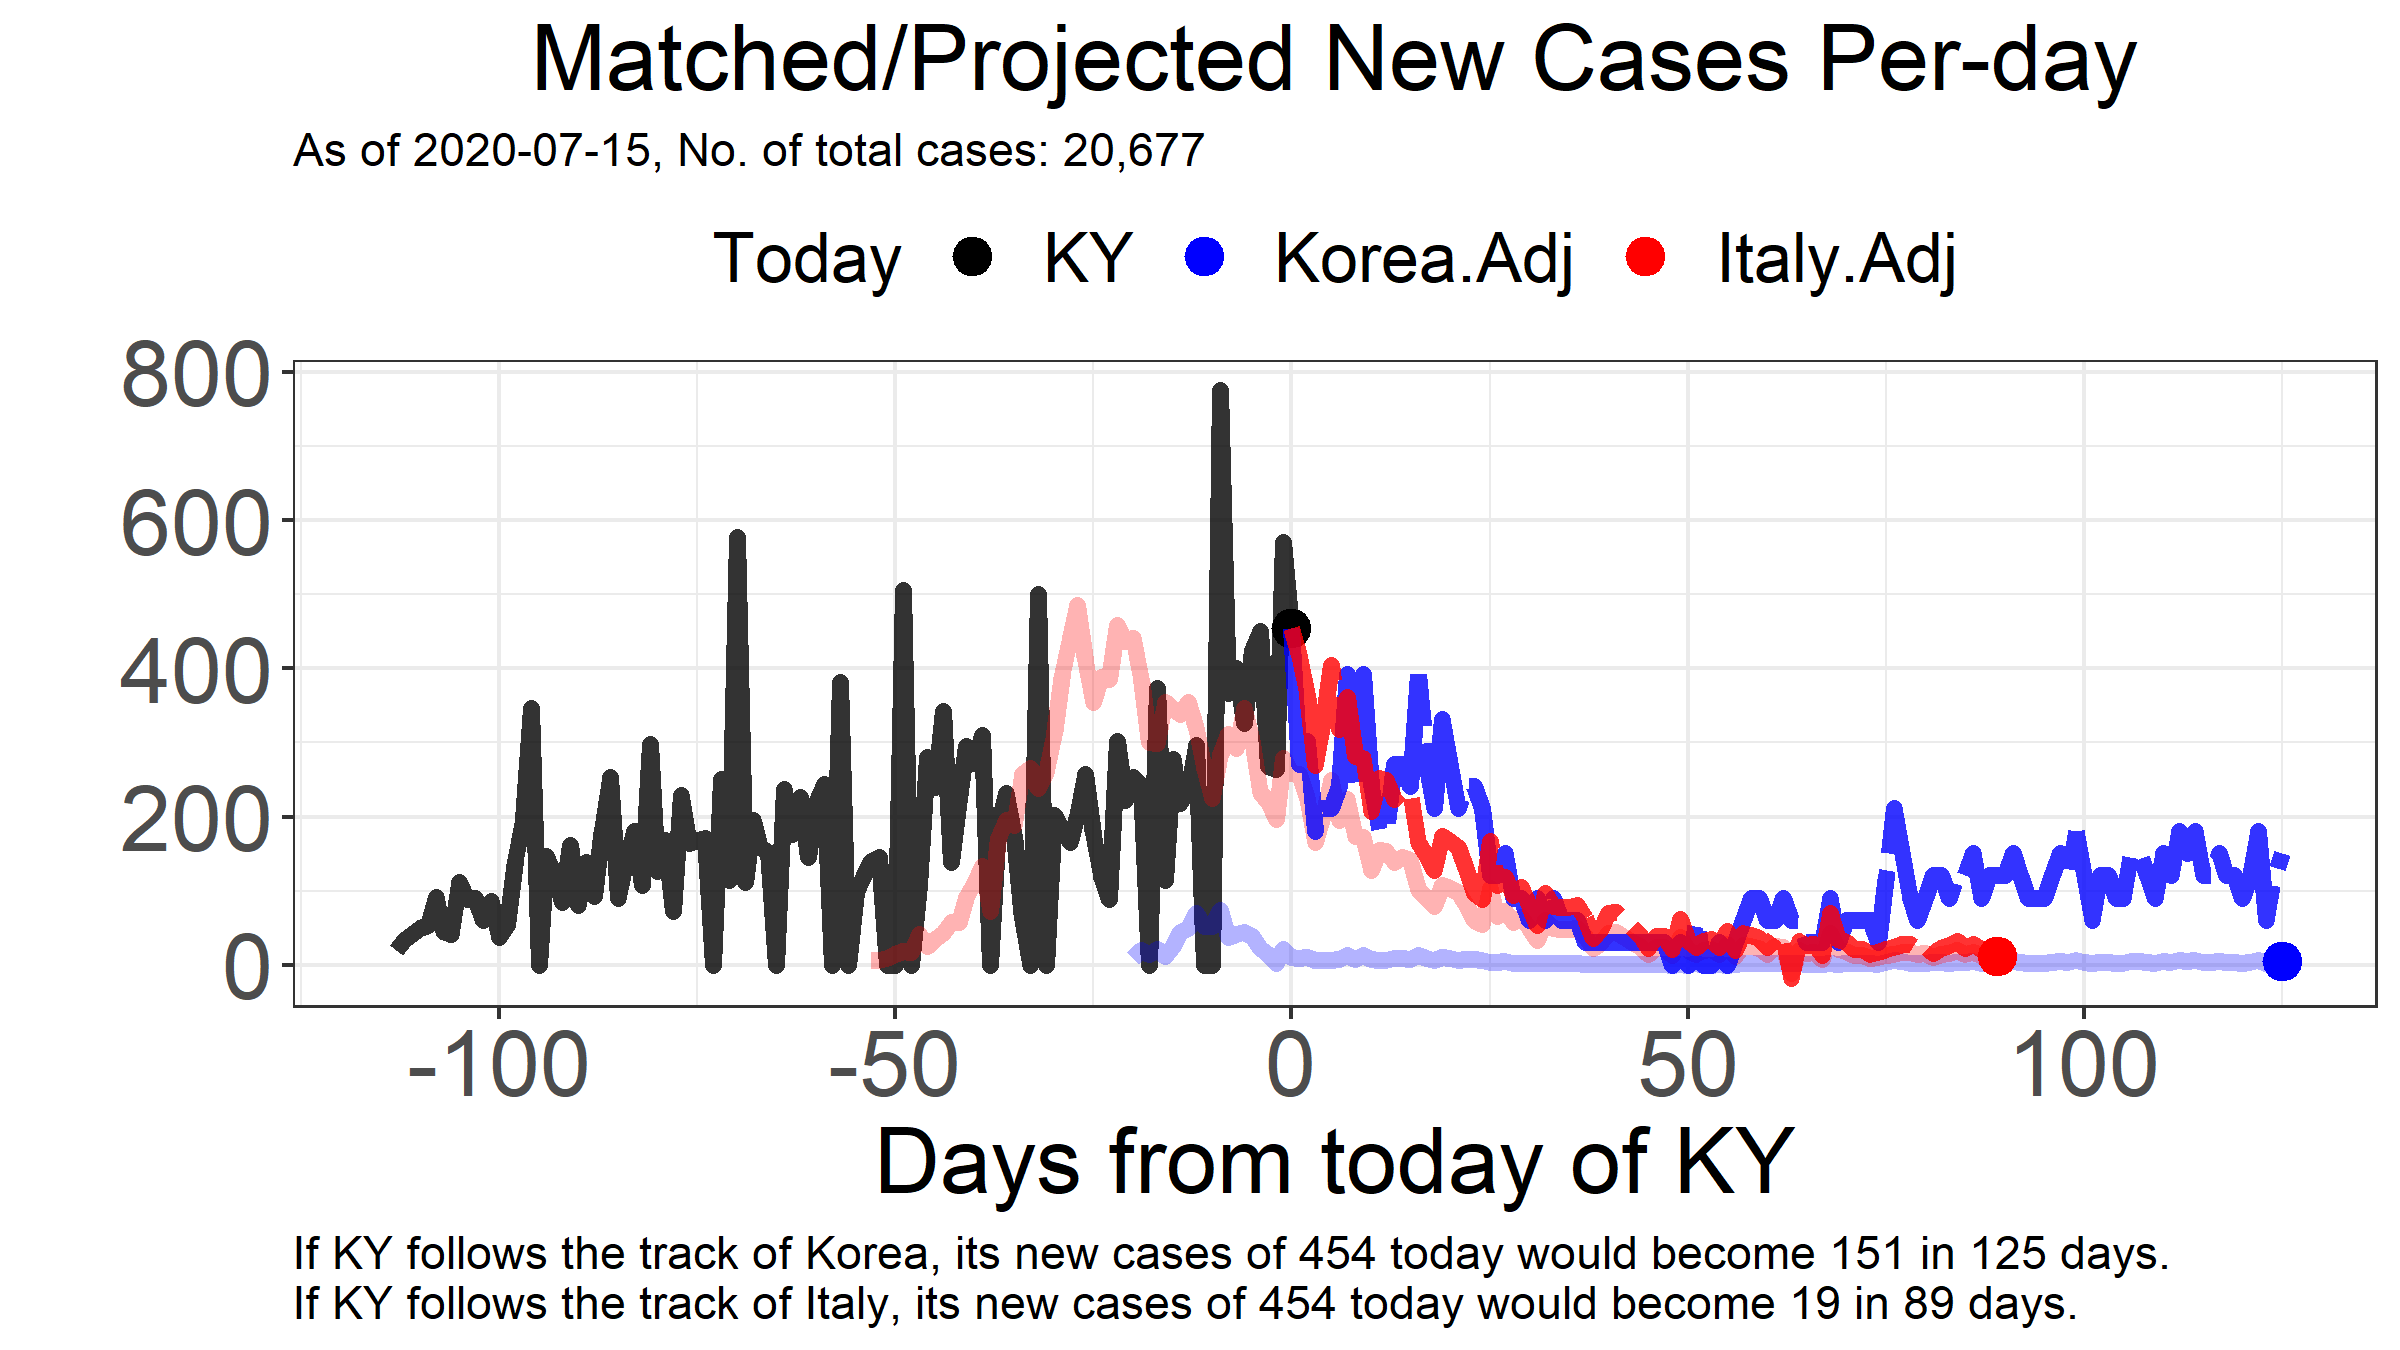 Matched/Projected New Cases Per-day
As of 2020-07-15, No. of total cases: 20,677
Today KY Korea.Adj Italy.Adj
800
600
400
200
0
-100 -50 0 50 100
Days from today of KY
If KY follows the track of Korea, its new cases of 454 today would become 151 in 125 days.
If KY follows the track of Italy, its new cases of 454 today would become 19 in 89 days.